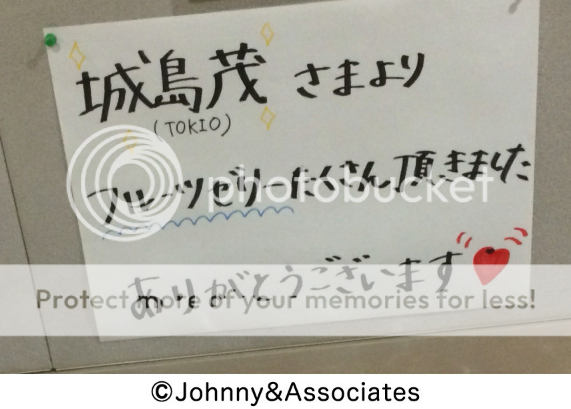 城島茂 さまより
(TOKIO)
フルーツゼリーたくさん頂きました
ありがとうございます
photobucket
Protect more of your memories for less!
©Johnny&Associates